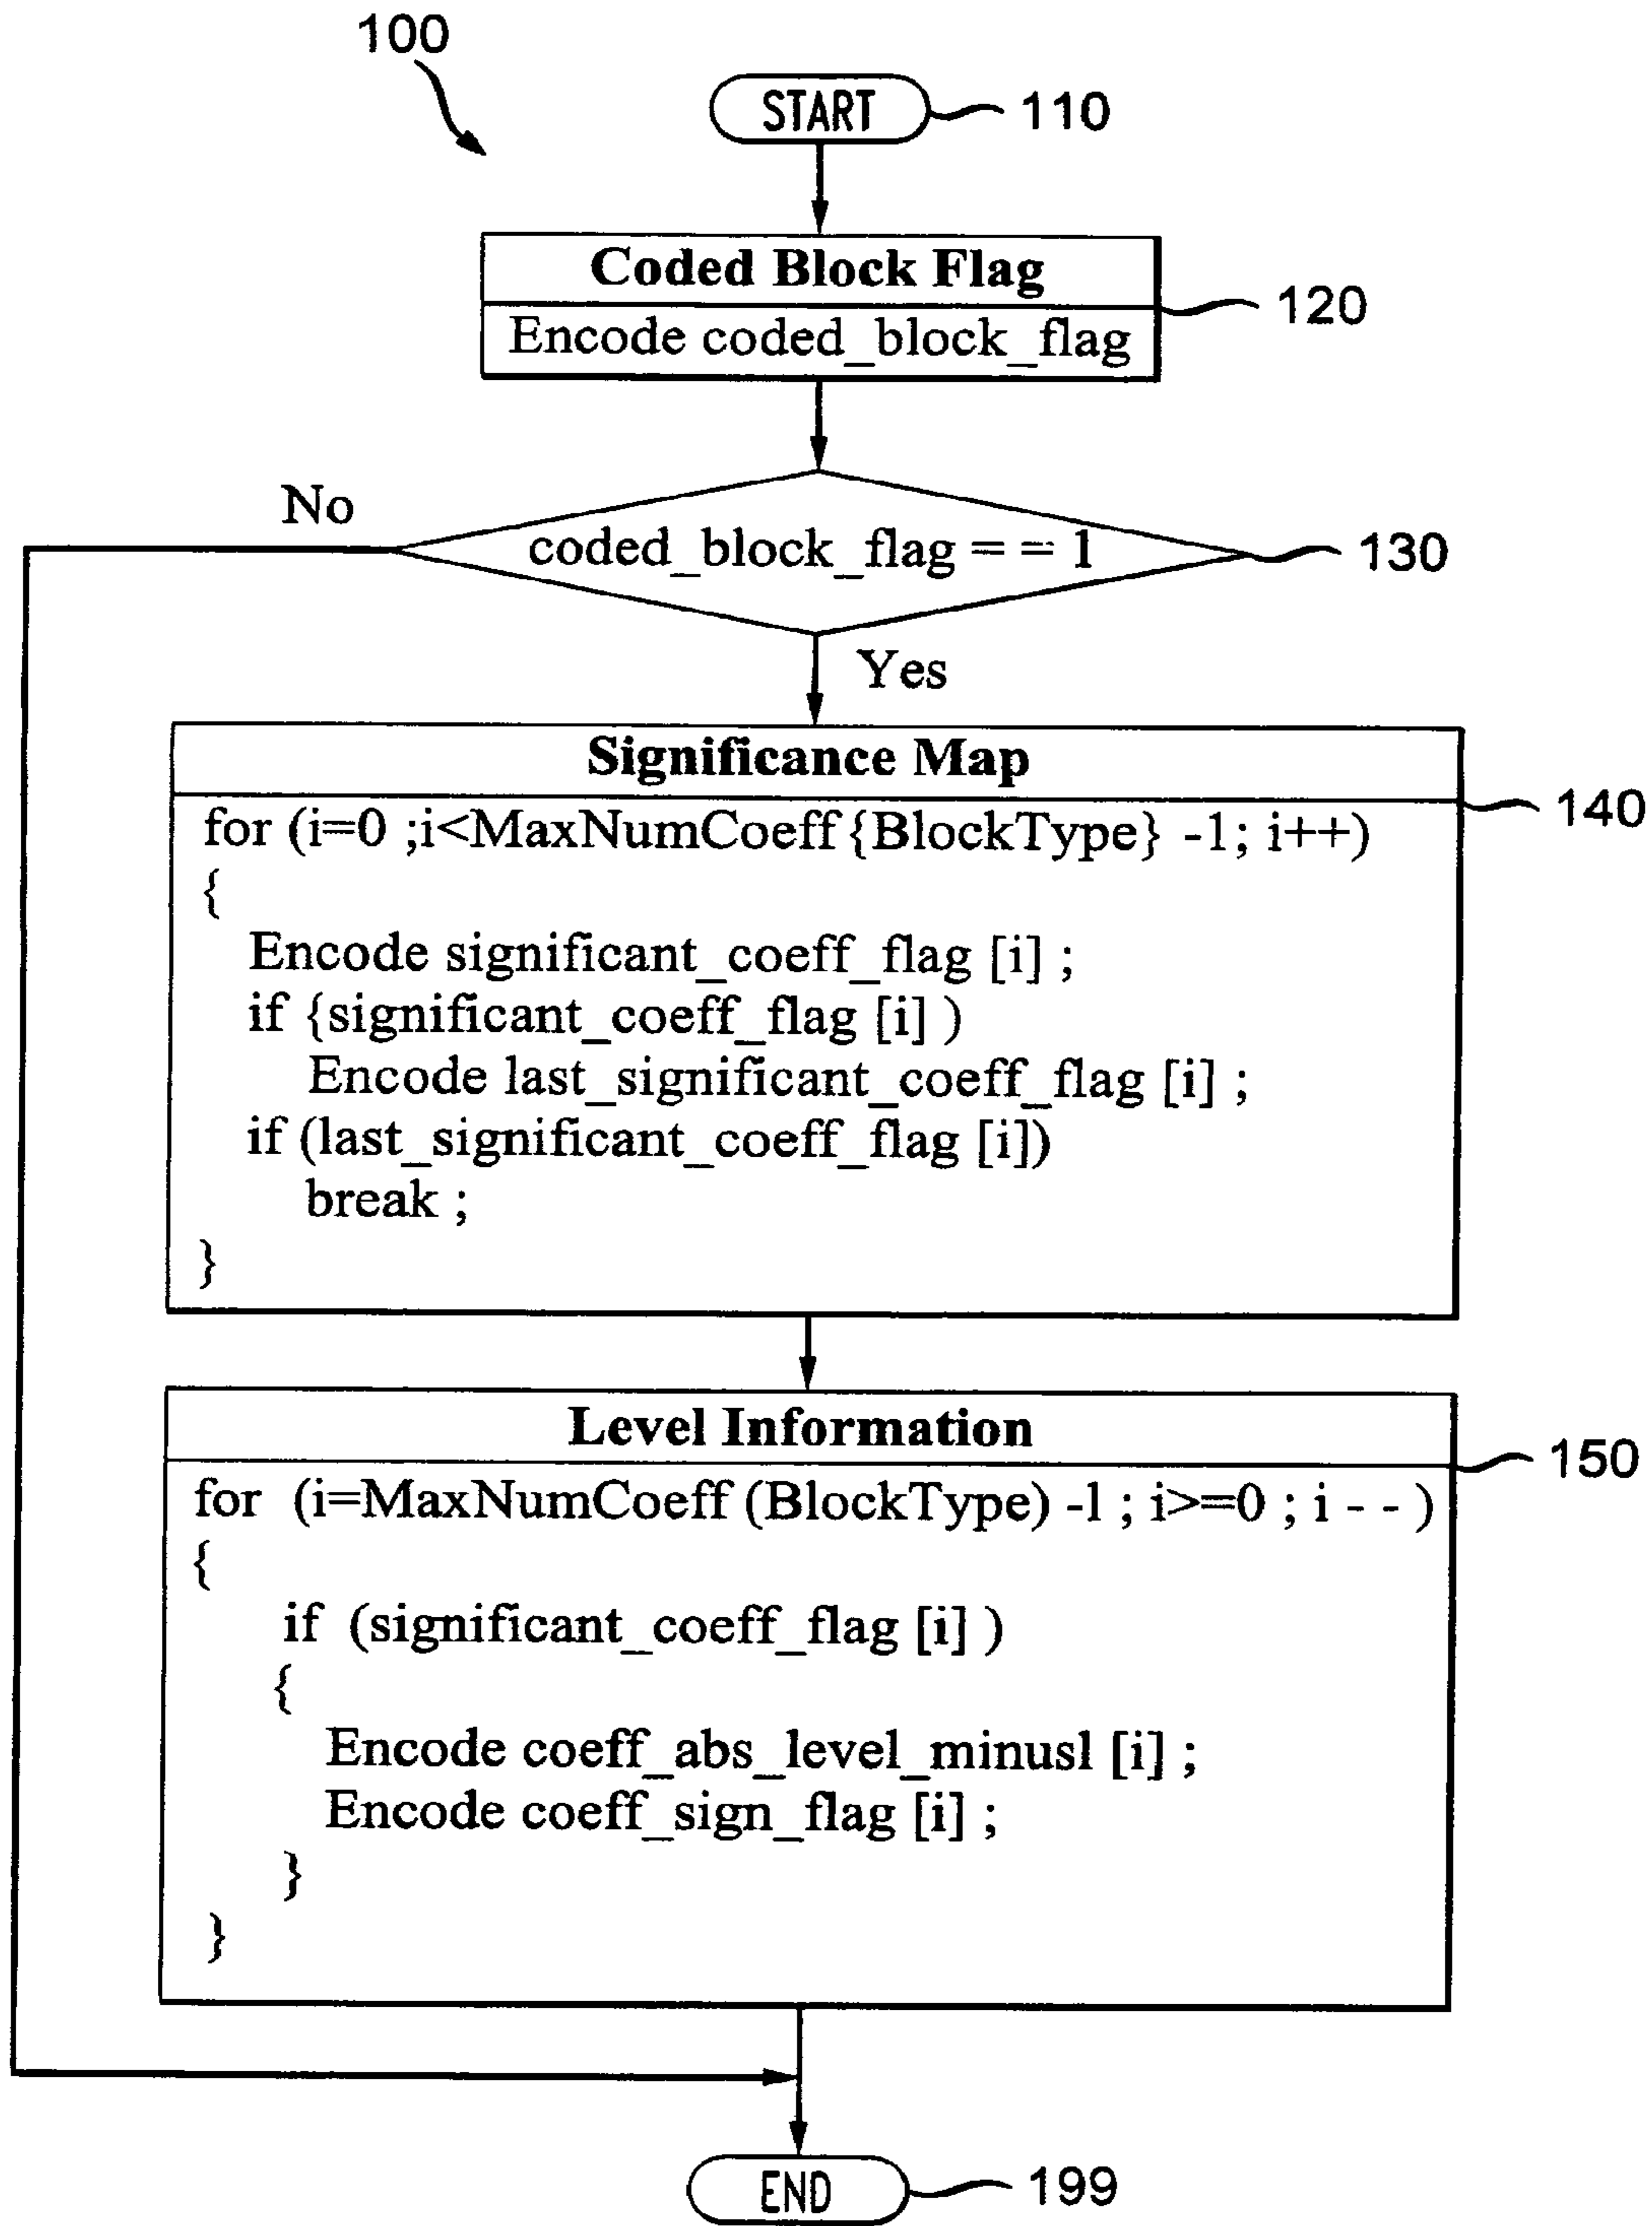 100
START
110
Coded Block Flag
120
Encode coded_block_flag
No
coded_block_flag = = 1
130
Yes
Significance Map
140
for (i=0 ;i<MaxNumCoeff{BlockType} -1; i++)
{
Encode significant_coeff_flag [i] ;
if {significant_coeff_flag [i] )
Encode last_significant_coeff_flag [i] ;
if (last_significant_coeff_flag [i])
break ;
}
Level Information
150
for (i=MaxNumCoeff (BlockType) -l ; i>=0 ; i - - )
{
if (significant_coeff_flag [i] )
{
Encode coeff_abs_level_minusl [i] ;
Encode coeff_sign_flag [i] ;
}
}
END
199